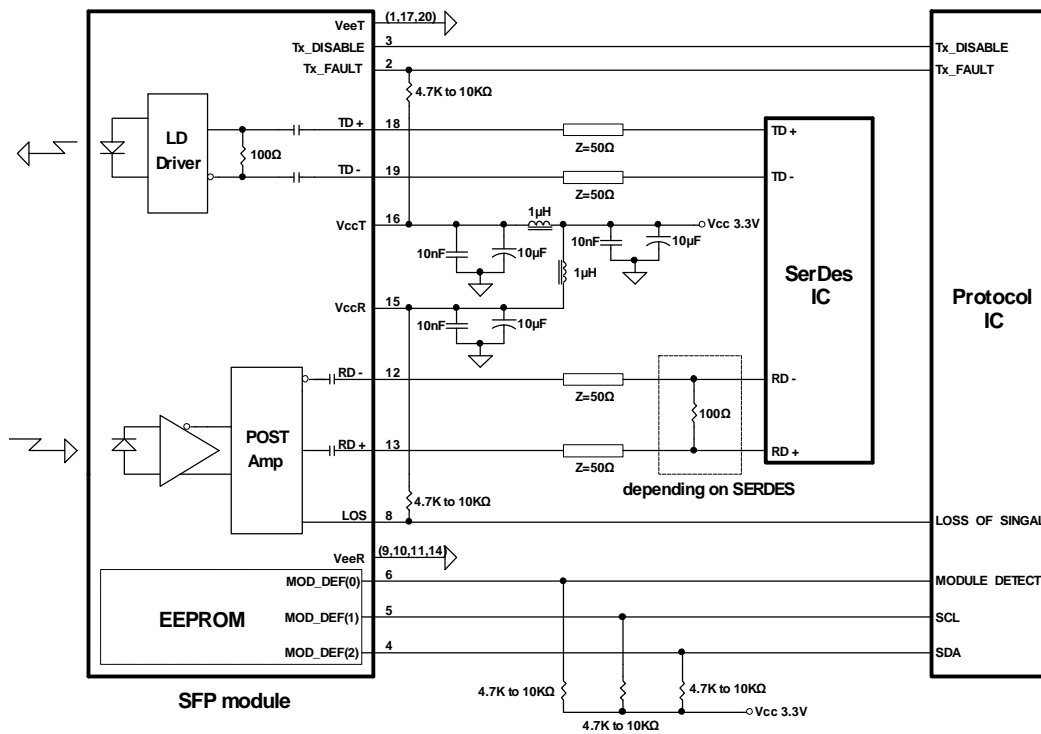 VeeT
(1,17,20)
Tx_DISABLE
3
Tx_DISABLE
Tx_FAULT
2
Tx_FAULT
4.7K to 10KΩ
LD
Driver
100Ω
TD+
18
Z=50Ω
TD+
TD-
19
Z=50Ω
TD-
VccT
16
1µH
Vcc 3.3V
10nF
10µF
10nF
10µF
1µH
SerDes
IC
Protocol
IC
VccR
15
10nF
10µF
RD-
12
Z=50Ω
RD-
100Ω
POST
Amp
RD+
13
Z=50Ω
RD+
depending on SERDES
4.7K to 10KΩ
LOS
8
LOSS OF SINGAL
VeeR
(9,10,11,14)
MOD_DEF(0)
6
MODULE DETECT
EEPROM
MOD_DEF(1)
5
SCL
MOD_DEF(2)
4
SDA
SFP module
4.7K to 10KΩ
4.7K to 10KΩ
4.7K to 10KΩ
Vcc 3.3V